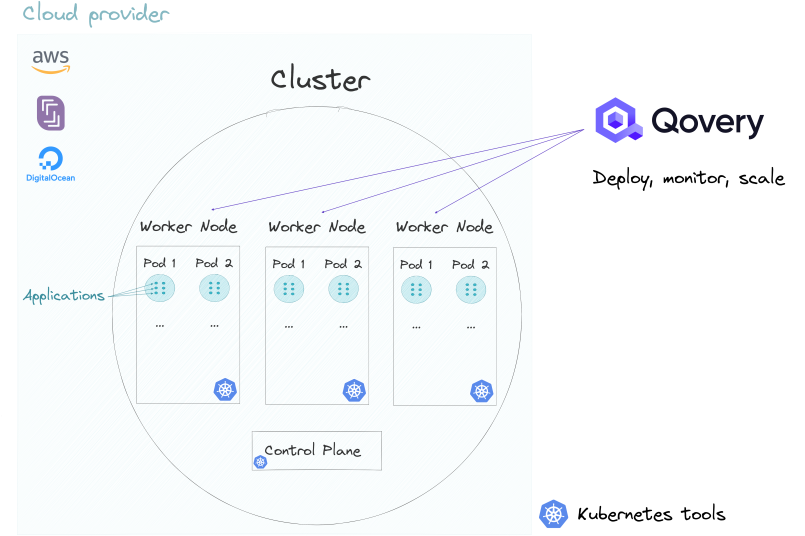 Cloud provider
aws
Cluster
DigitalOcean
Qovery
Deploy, monitor, scale
Worker Node
Worker Node
Worker Node
Pod 1 Pod 2
Pod 1 Pod 2
Pod 1 Pod 2
Applications
... ...
... ...
... ...
Control Plane
Kubernetes tools